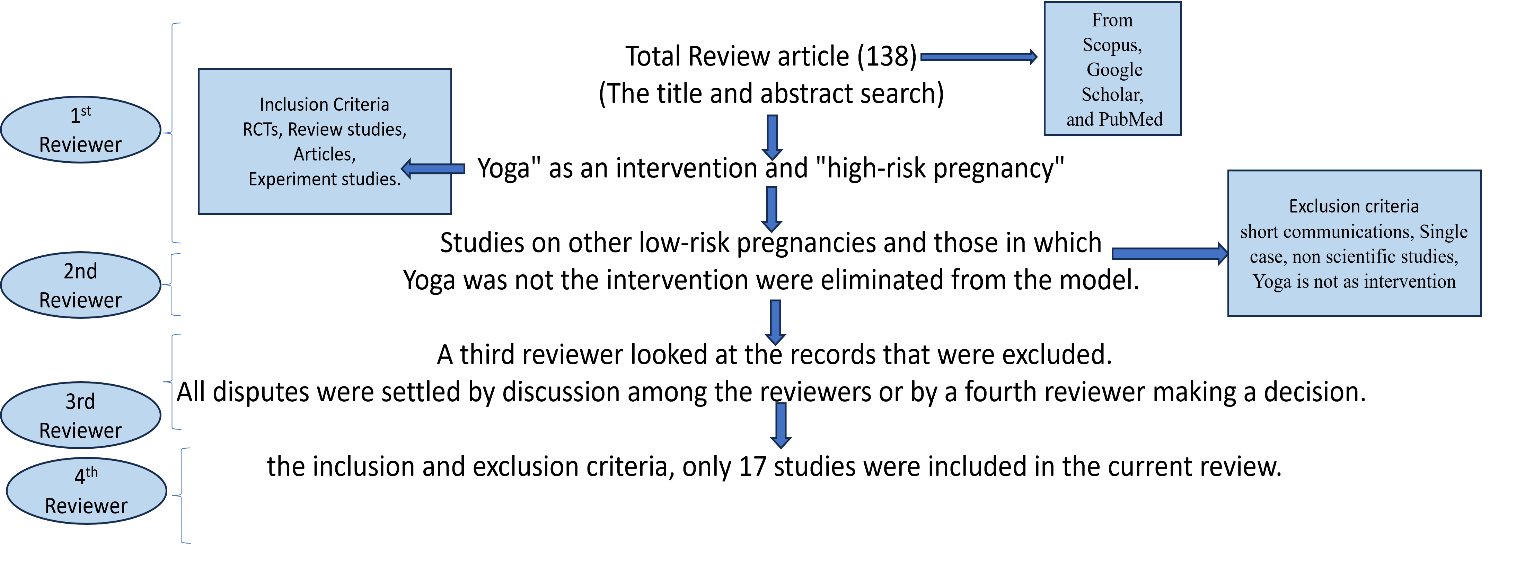 From
Scopus,
Google
Scholar,
and PubMed
Total Review article (138)
(The title and abstract search)
1st
Reviewer
Inclusion Criteria
RCTs, Review studies,
Articles,
Experiment studies.
Yoga" as an intervention and "high-risk pregnancy"
Exclusion criteria
short communications, Single
case, non scientific studies,
Yoga is not as intervention
2nd
Reviewer
Studies on other low-risk pregnancies and those in which
Yoga was not the intervention were eliminated from the model.
3rd
Reviewer
A third reviewer looked at the records that were excluded.
All disputes were settled by discussion among the reviewers or by a fourth reviewer making a decision.
4th
Reviewer
the inclusion and exclusion criteria, only 17 studies were included in the current review.